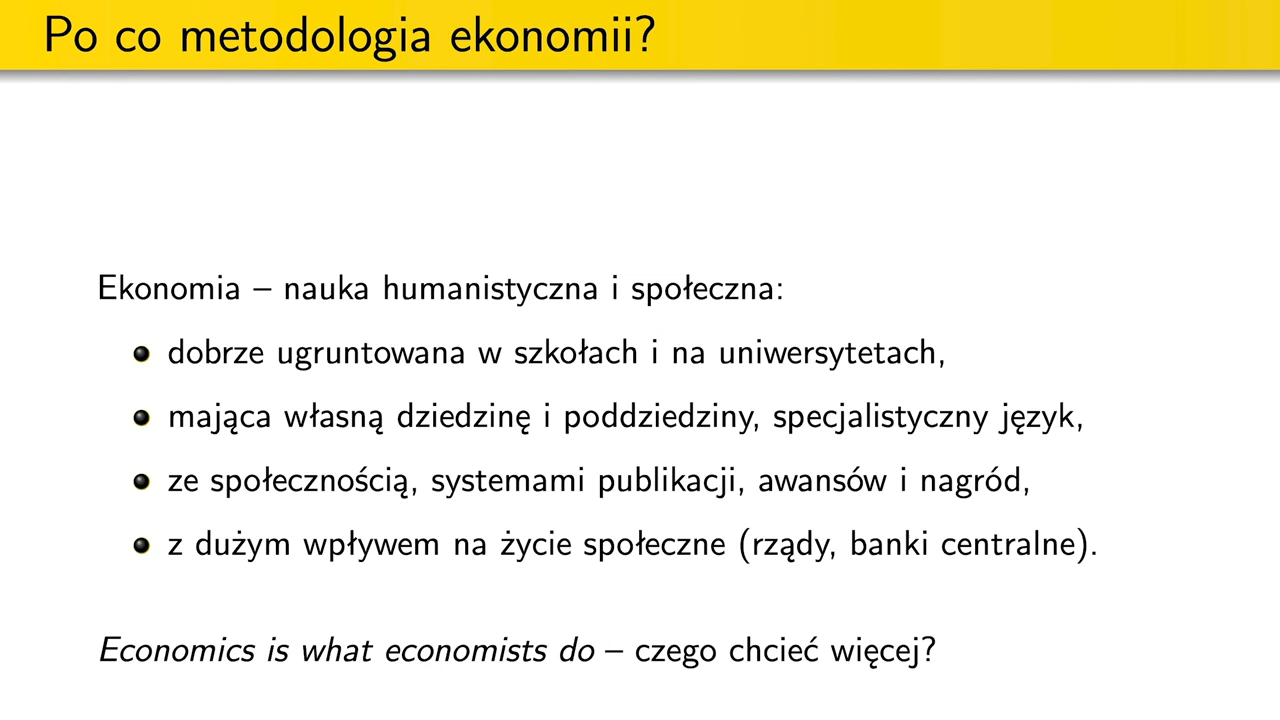 Po co metodologia ekonomii?
Ekonomia – nauka humanistyczna i społeczna:
dobrze ugruntowana w szkołach i na uniwersytetach,
mająca własną dziedzinę i poddziedziny, specjalistyczny język,
ze społecznością, systemami publikacji, awansów i nagród,
z dużym wpływem na życie społeczne (rządy, banki centralne).
Economics is what economists do – czego chcieć więcej?